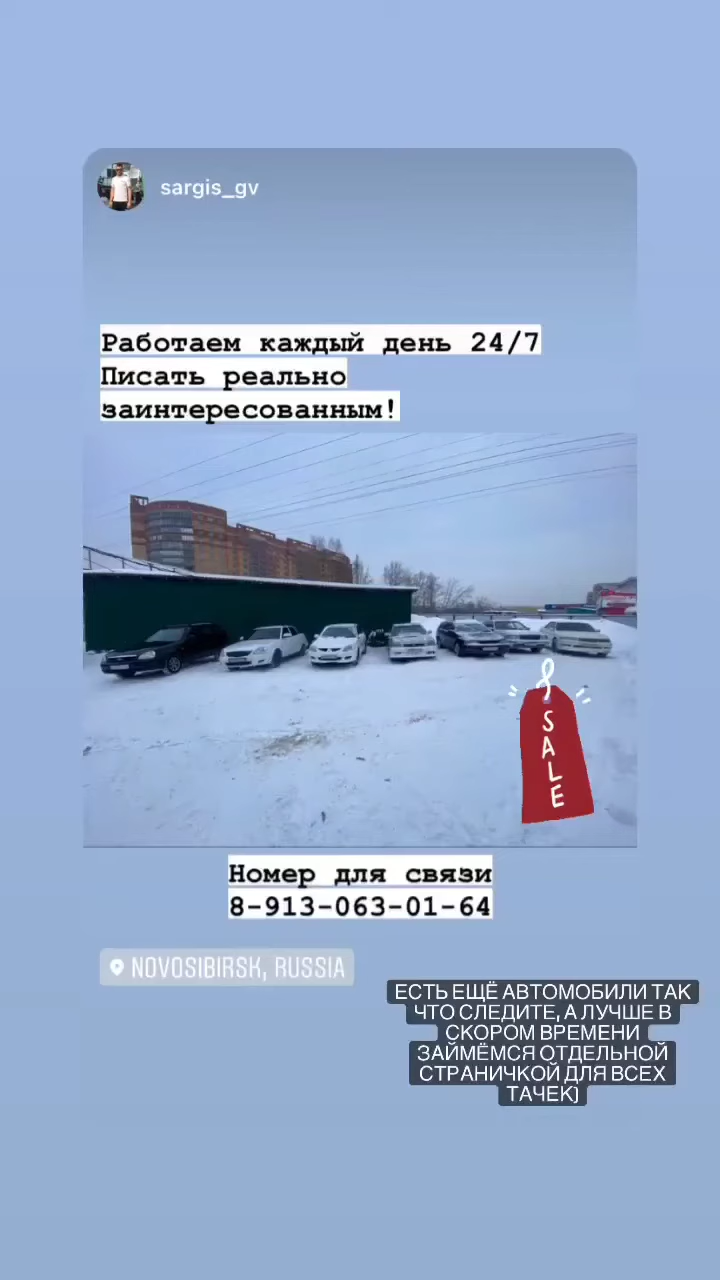 sargis_gv
Работаем каждый день 24/7
Писать реально
заинтересованным!
SALE
Номер для связи
8-913-063-01-64
NOVOSIBIRSK, RUSSIA
ЕСТЬ ЕЩЁ АВТОМОБИЛИ ТАК
ЧТО СЛЕДИТЕ, А ЛУЧШЕ В
СКОРОМ ВРЕМЕНИ
ЗАЙМЁМСЯ ОТДЕЛЬНОЙ
СТРАНИЧКОЙ ДЛЯ ВСЕХ
ТАЧЕК)